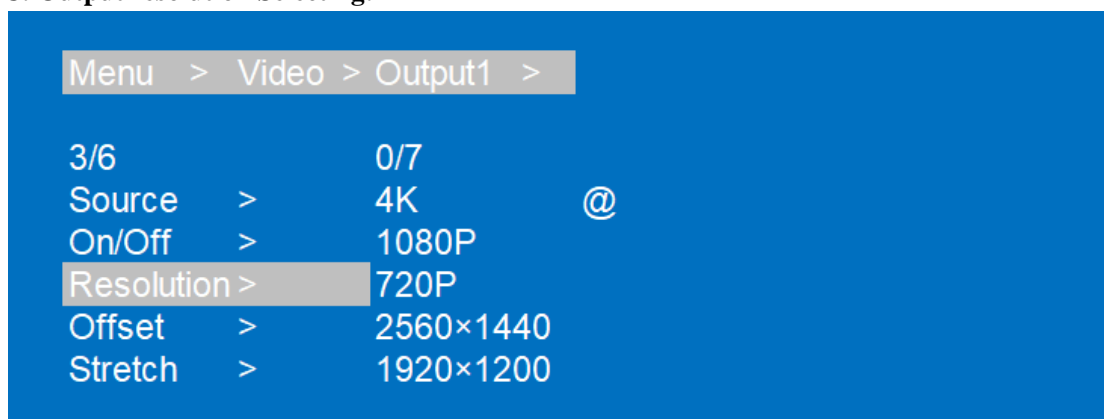 Menu > Video > Output1 >
3/6 0/7
Source > 4K @
On/Off > 1080P
Resolution > 720P
Offset > 2560×1440
Stretch > 1920×1200